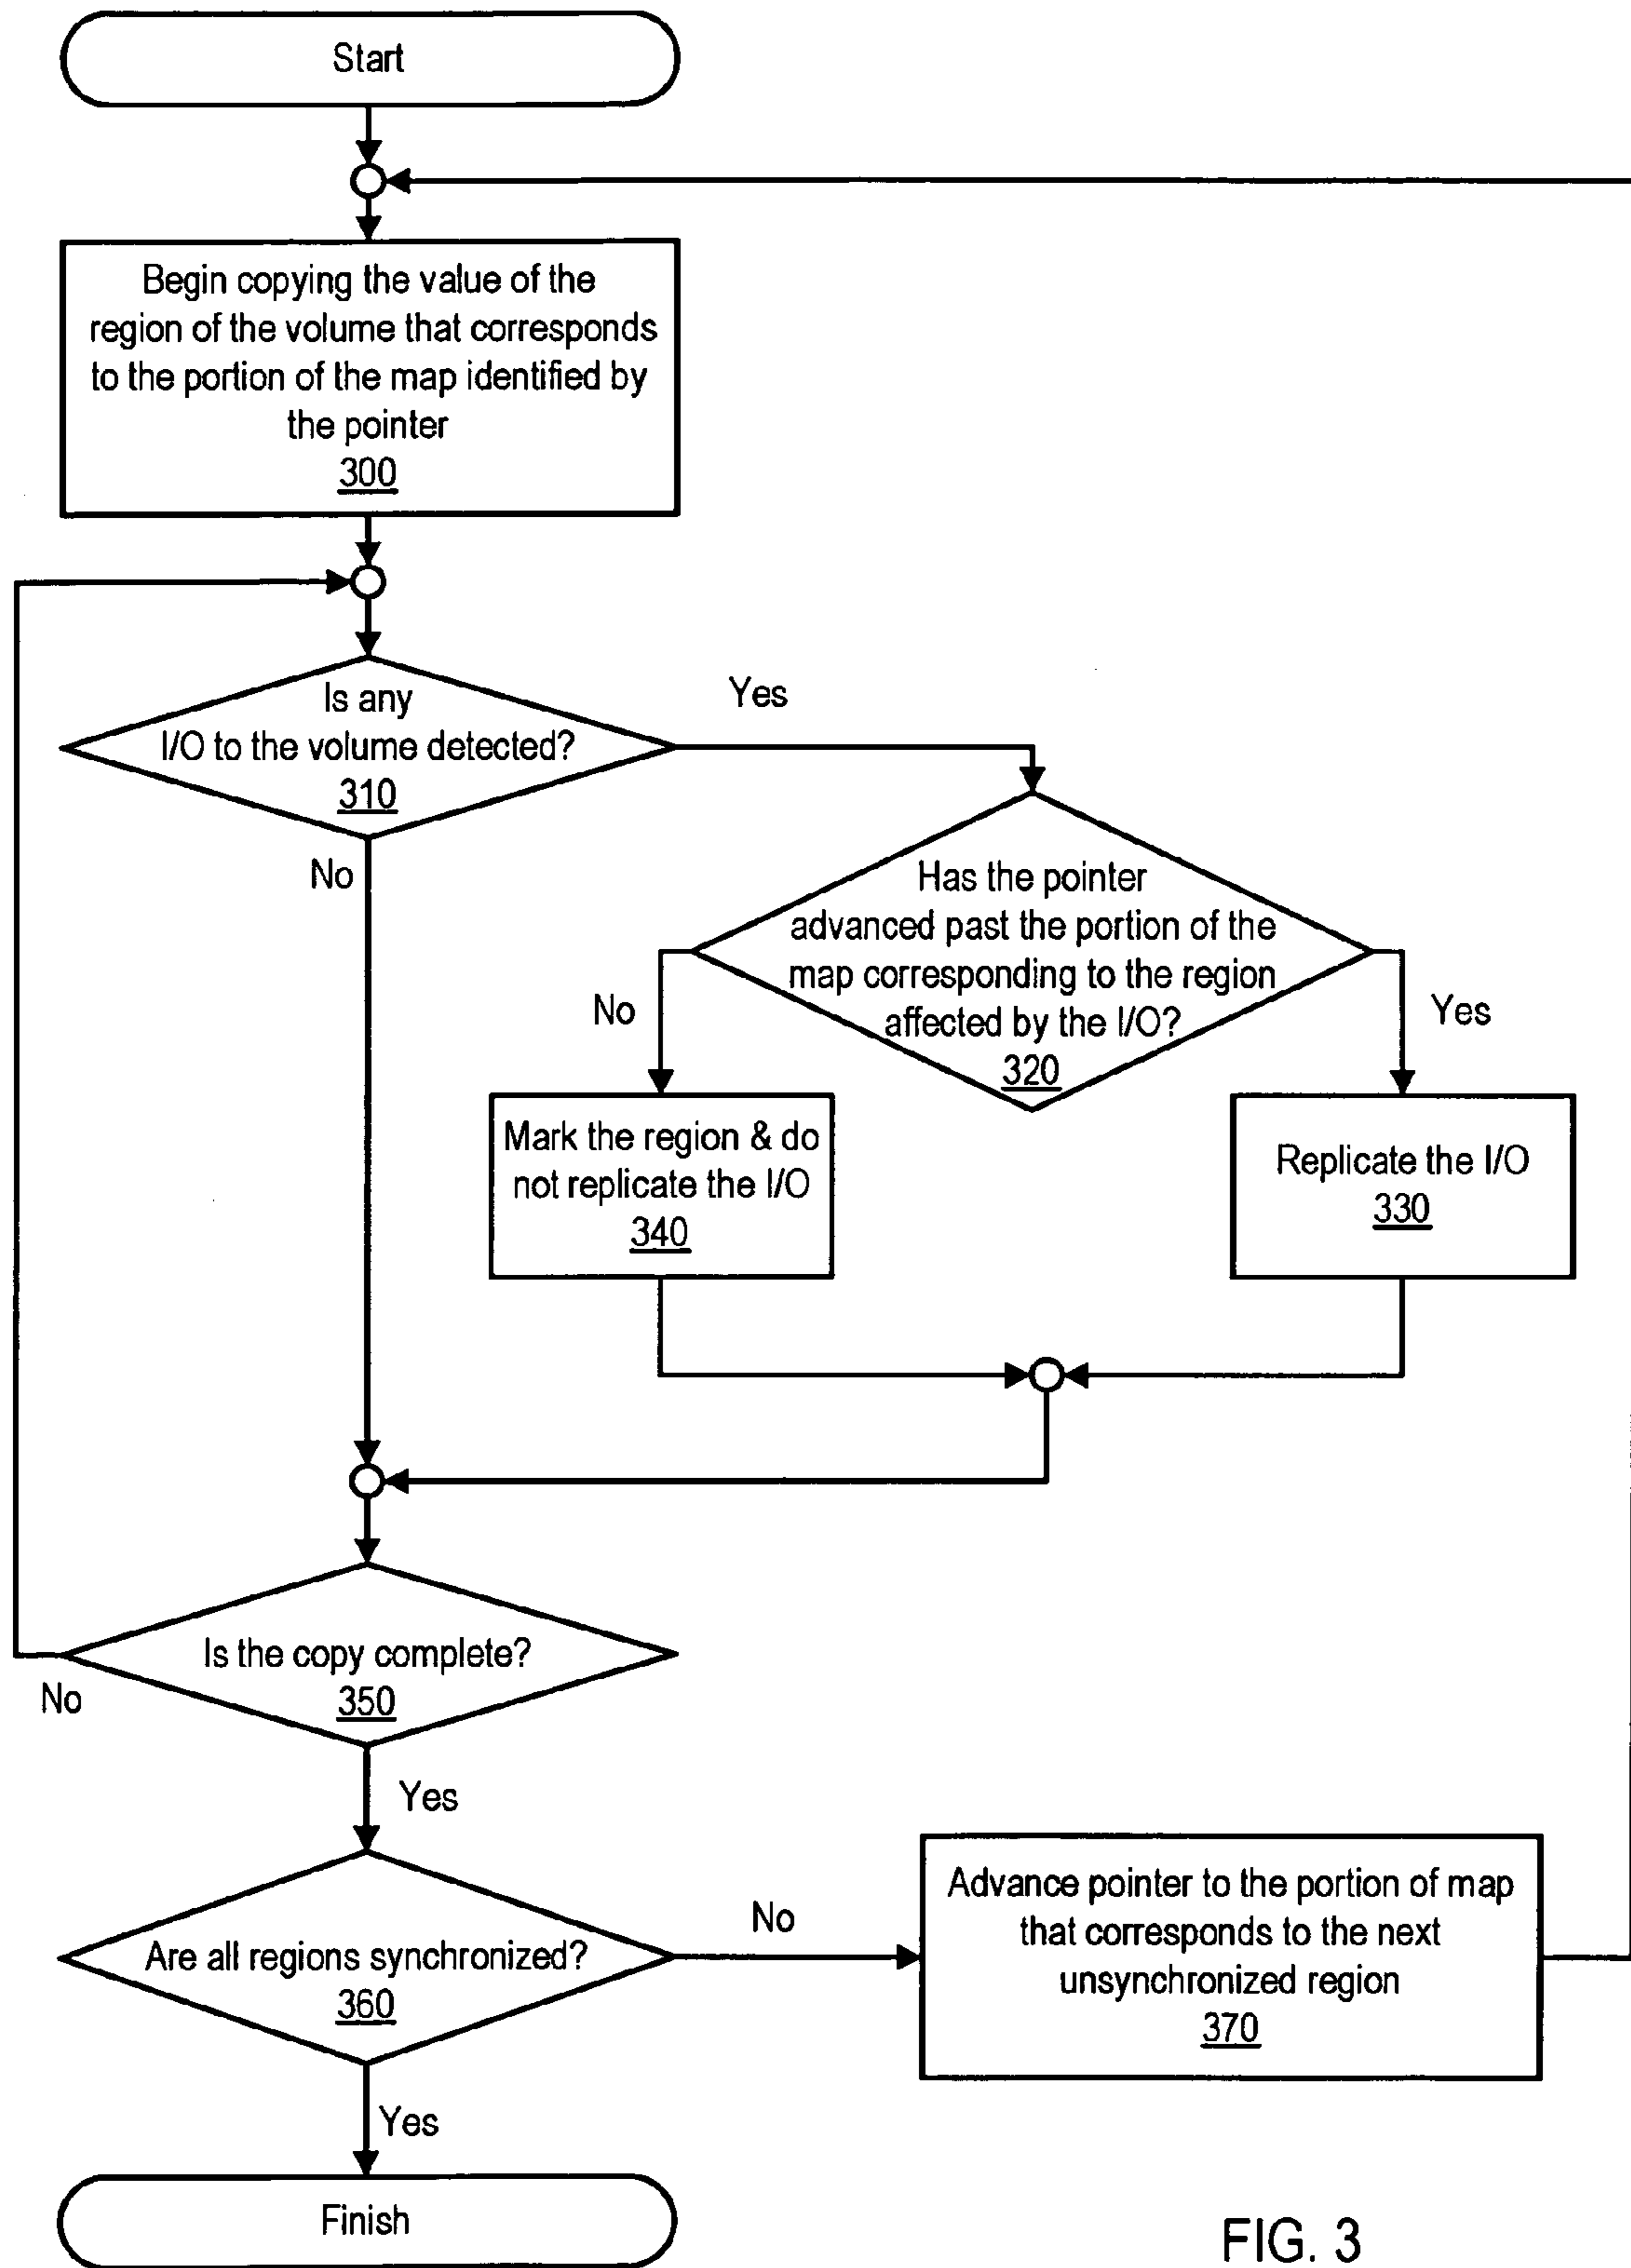 Start
Begin copying the value of the
region of the volume that corresponds
to the portion of the map identified by
the pointer
300
Is any
I/O to the volume detected?
310
Yes
No
Has the pointer
advanced past the portion of the
map corresponding to the region
affected by the I/O?
320
No
Yes
Mark the region & do
not replicate the I/O
340
Replicate the I/O
330
Is the copy complete?
350
No
Yes
Are all regions synchronized?
360
No
Advance pointer to the portion of map
that corresponds to the next
unsynchronized region
370
Yes
Finish
FIG. 3